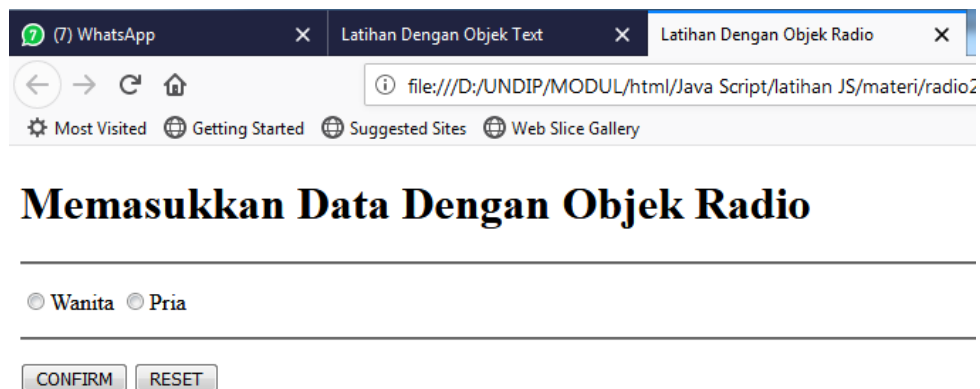 7 (7) WhatsApp Latihan Dengan Objek Text Latihan Dengan Objek Radio
file:///D:/UNDIP/MODUL/html/Java Script/latihan JS/materi/radio2
Most Visited Getting Started Suggested Sites Web Slice Gallery
Memasukkan Data Dengan Objek Radio
Wanita Pria
CONFIRM RESET